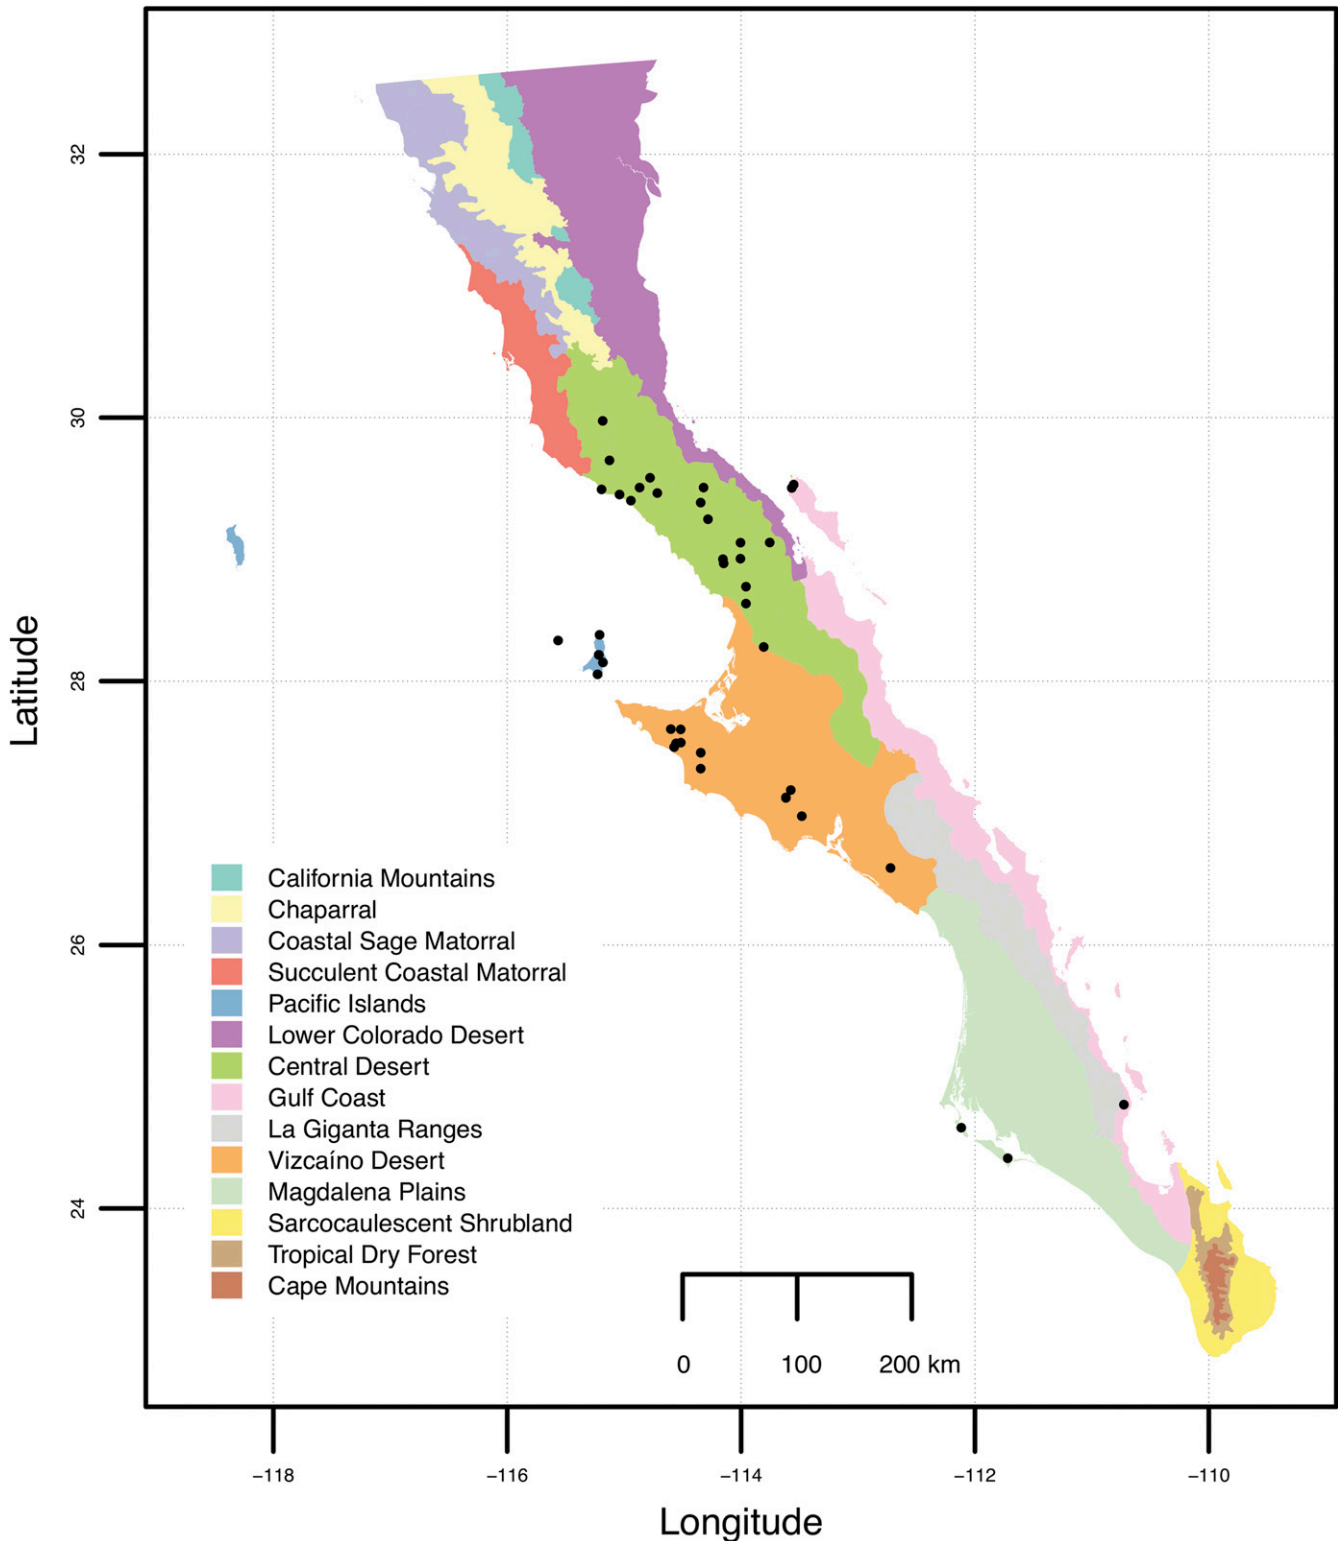 32
30
28
26
24
Latitude
California Mountains
Chaparral
Coastal Sage Matorral
Succulent Coastal Matorral
Pacific Islands
Lower Colorado Desert
Central Desert
Gulf Coast
La Giganta Ranges
Vizcaíno Desert
Magdalena Plains
Sarcocaulescent Shrubland
Tropical Dry Forest
Cape Mountains
0 100 200 km
−118 −116 −114 −112 −110
Longitude